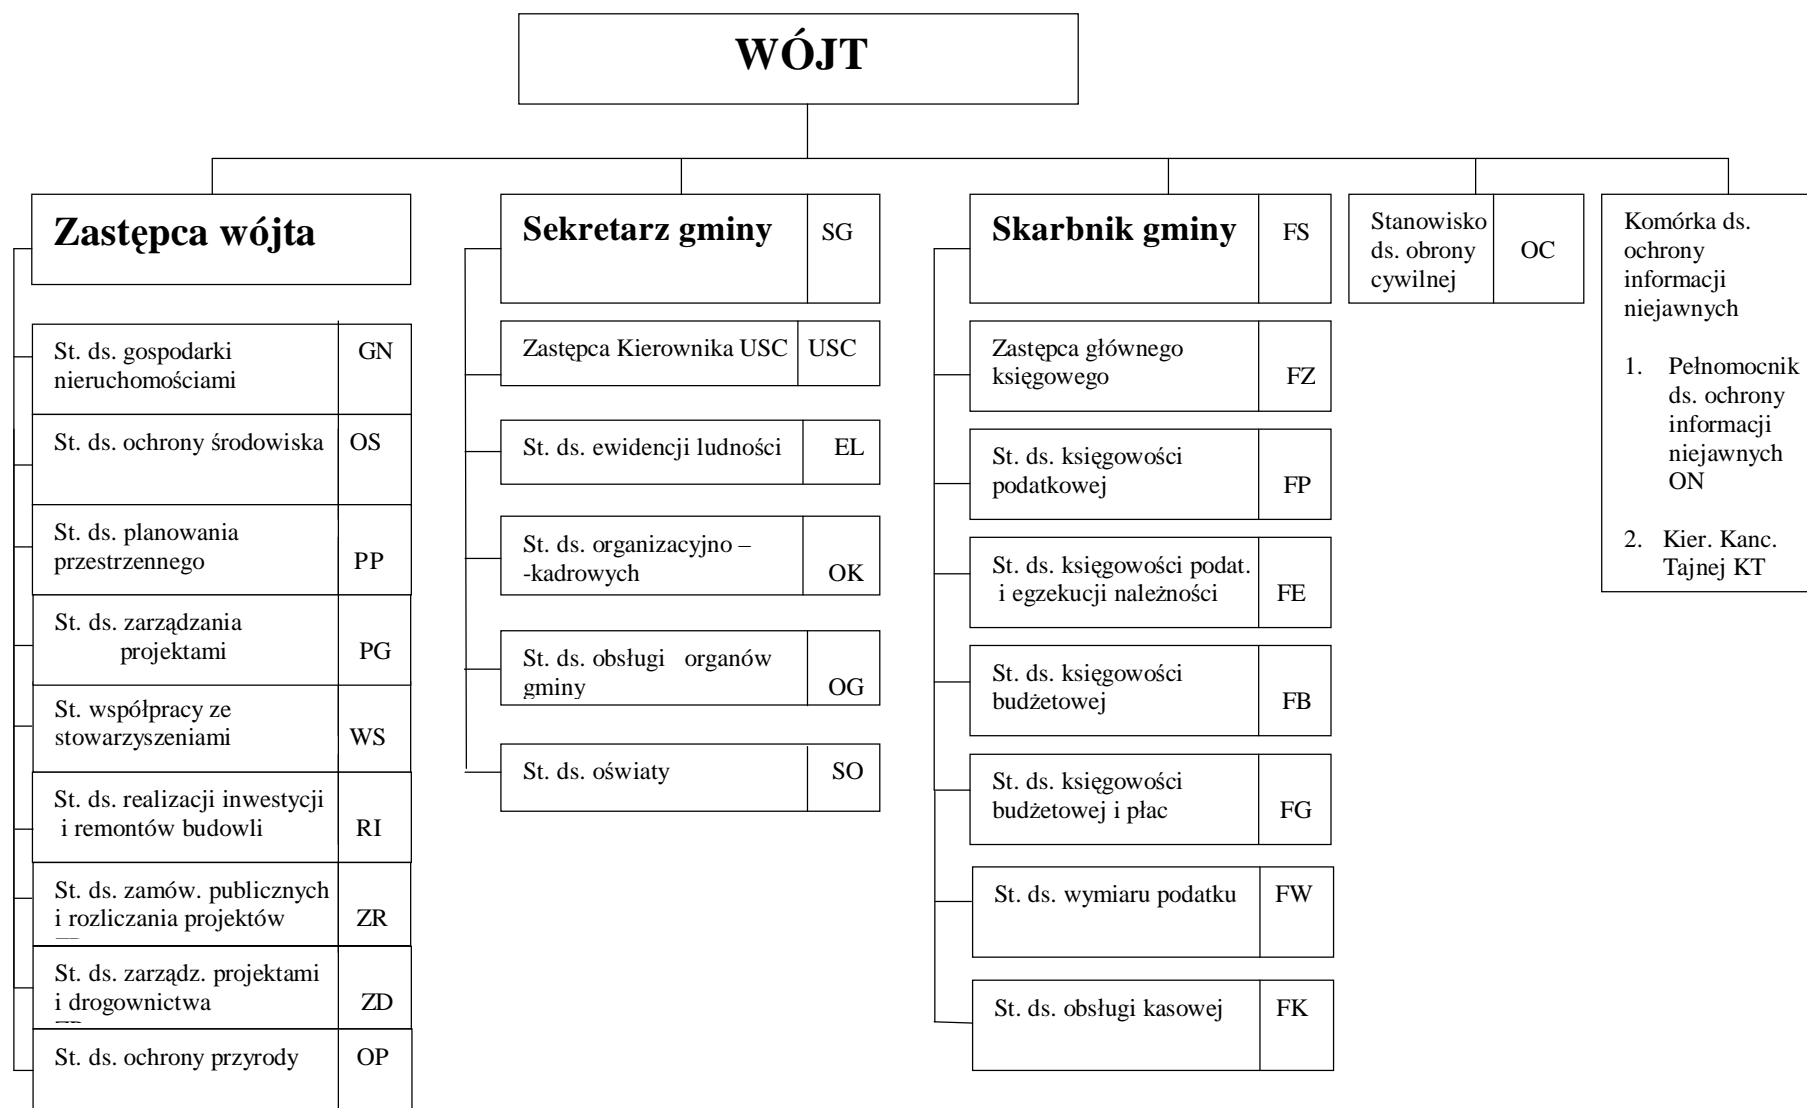 WÓJT
Zastępca wójta
St. ds. gospodarki GN
nieruchomościami
St. ds. ochrony środowiska OS
St. ds. planowania
przestrzennego PP
St. ds. zarządzania
projektami PG
St. współpracy ze
stowarzyszeniami WS
St. ds. realizacji inwestycji
i remontów budowli RI
St. ds. zamów. publicznych
i rozliczania projektów ZR
St. ds. zarządz. projektami
i drogownictwa ZD
St. ds. ochrony przyrody OP
Sekretarz gminy SG
Zastępca Kierownika USC USC
St. ds. ewidencji ludności EL
St. ds. organizacyjno –
-kadrowych OK
St. ds. obsługi organów
gminy OG
St. ds. oświaty SO
Skarbnik gminy FS
Zastępca głównego
księgowego FZ
St. ds. księgowości
podatkowej FP
St. ds. księgowości podat.
i egzekucji należności FE
St. ds. księgowości
budżetowej FB
St. ds. księgowości
budżetowej i płac FG
St. ds. wymiaru podatku FW
St. ds. obsługi kasowej FK
Stanowisko
ds. obrony OC
cywilnej
Komórka ds.
ochrony
informacji
niejawnych
1. Pełnomocnik
ds. ochrony
informacji
niejawnych
ON
2. Kier. Kanc.
Tajnej KT